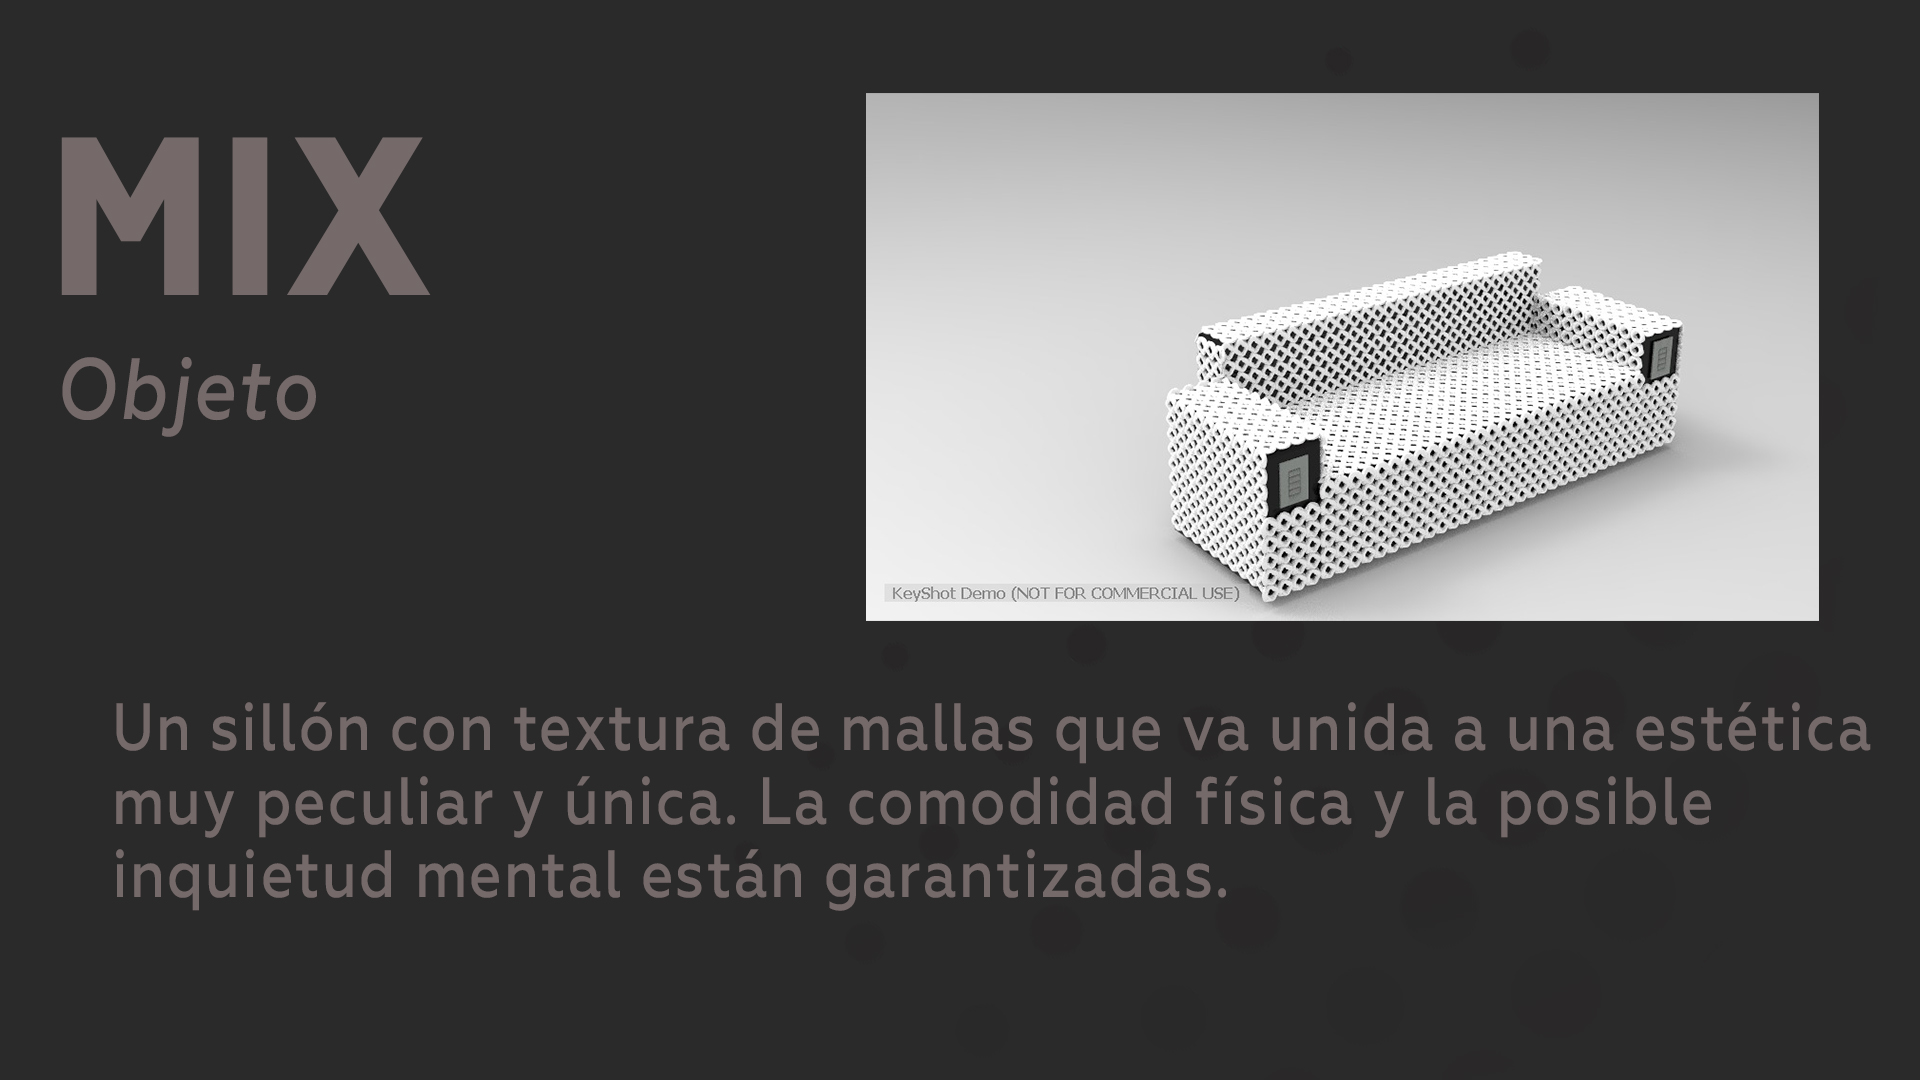 MIX
Objeto
KeyShot Demo (NOT FOR COMMERCIAL USE)
Un sillón con textura de mallas que va unida a una estética
muy peculiar y única. La comodidad física y la posible
inquietud mental están garantizadas.